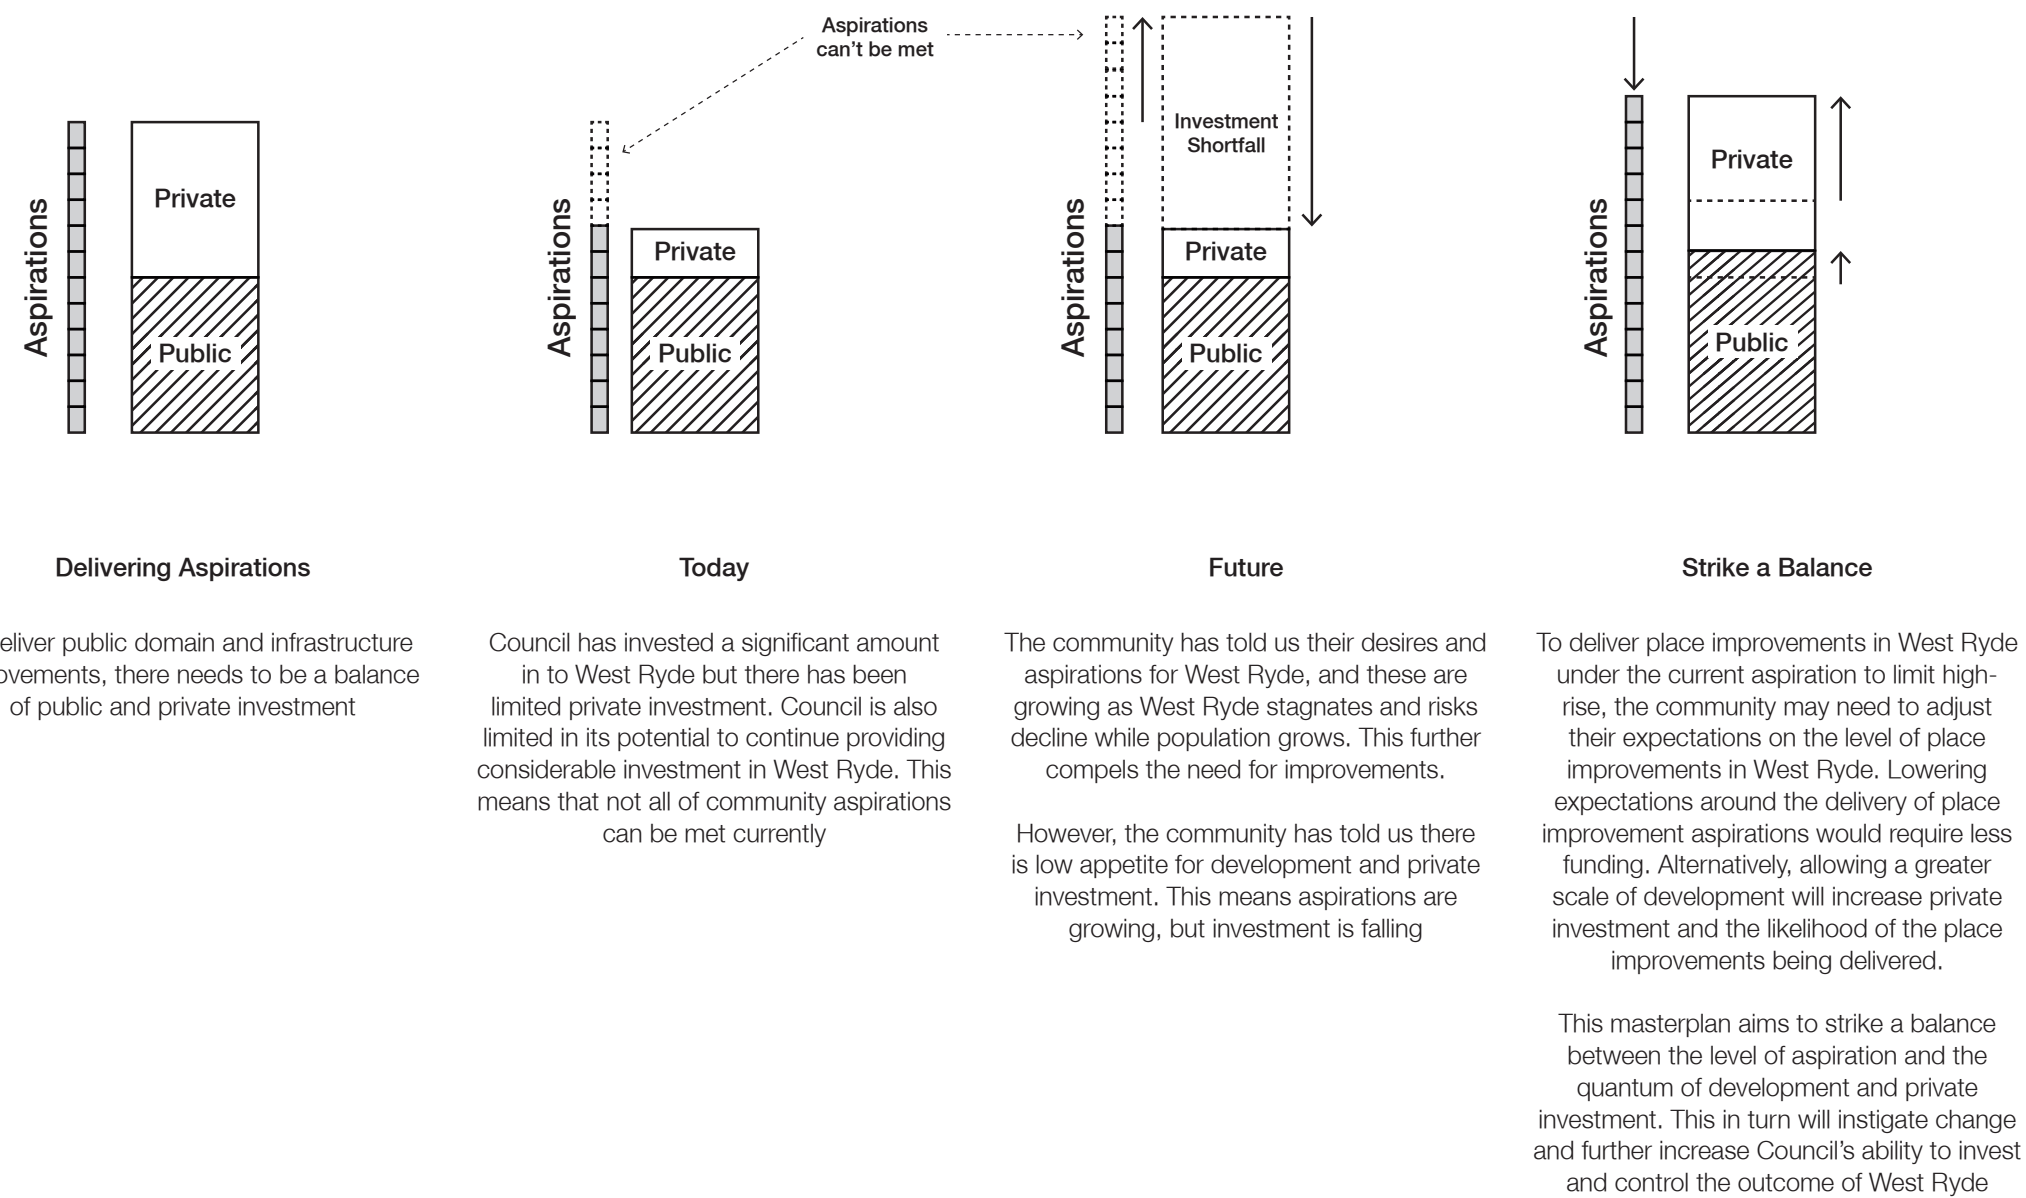 Aspirations
can't be met
Aspirations
Private
Public
Aspirations
Private
Public
Aspirations
Investment
Shortfall
Private
Public
Aspirations
Private
Public
Delivering Aspirations
public domain and infrastructure
there needs to be a balance
of public and private investment
Today
Council has invested a significant amount
in to West Ryde but there has been
limited private investment. Council is also
limited in its potential to continue providing
considerable investment in West Ryde. This
means that not all of community aspirations
can be met currently
Future
The community has told us their desires and
aspirations for West Ryde, and these are
growing as West Ryde stagnates and risks
decline while population grows. This further
compels the need for improvements.
However, the community has told us there
is low appetite for development and private
investment. This means aspirations are
growing, but investment is falling
Strike a Balance
To deliver place improvements in West Ryde
under the current aspiration to limit high-
rise, the community may need to adjust
their expectations on the level of place
improvements in West Ryde. Lowering
expectations around the delivery of place
improvement aspirations would require less
funding. Alternatively, allowing a greater
scale of development will increase private
investment and the likelihood of the place
improvements being delivered.
This masterplan aims to strike a balance
between the level of aspiration and the
quantum of development and private
investment. This in turn will instigate change
and further increase Council's ability to invest
and control the outcome of West Ryde